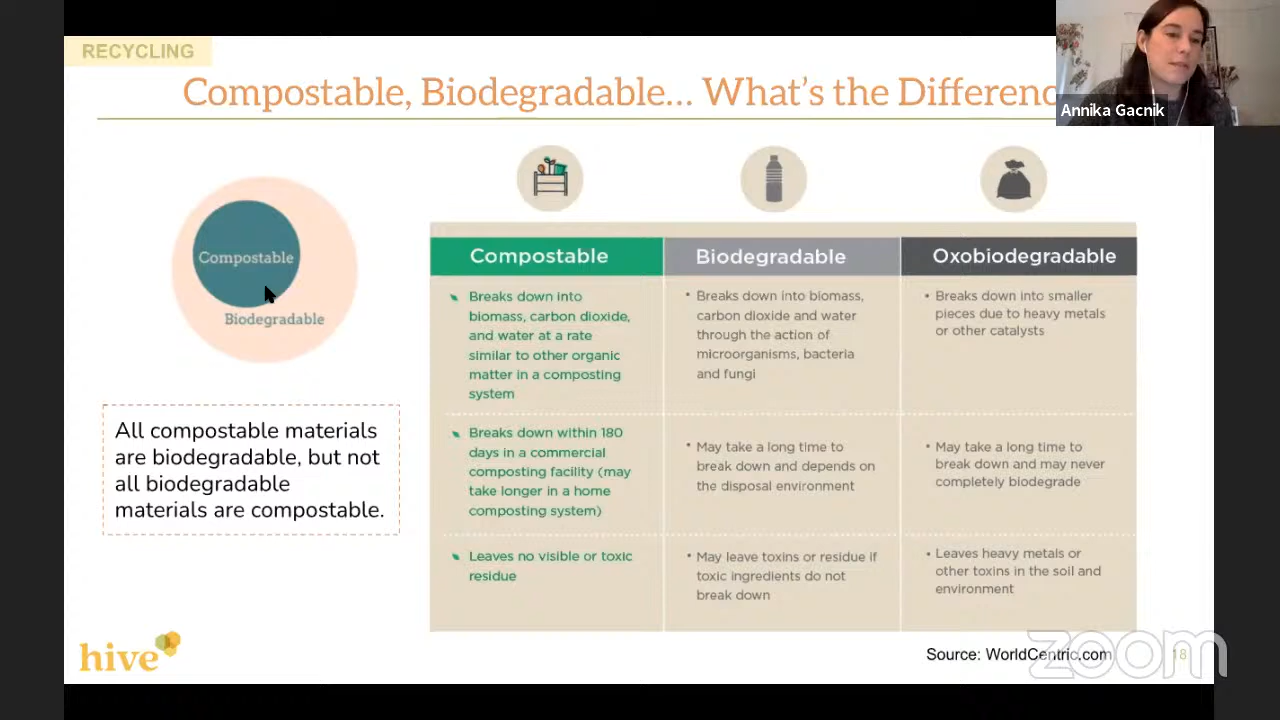 RECYCLING
Compostable, Biodegradable... What's the Differenc
Annika Gacnik
Compostable
Biodegradable
All compostable materials
are biodegradable, but not
all biodegradable
materials are compostable.
Compostable
Breaks down into
biomass, carbon dioxide,
and water at a rate
similar to other organic
matter in a composting
system
Breaks down within 180
days in a commercial
composting facility (may
take longer in a home
composting system)
Leaves no visible or toxic
residue
Biodegradable
• Breaks down into biomass,
carbon dioxide and water
through the action of
microorganisms, bacteria
and fungi
• May take a long time to
break down and depends on
the disposal environment
• May leave toxins or residue if
toxic ingredients do not
break down
Oxobiodegradable
• Breaks down into smaller
pieces due to heavy metals
or other catalysts
• May take a long time to
break down and may never
completely biodegrade
• Leaves heavy metals or
other toxins in the soil and
environment
hive
Source: WorldCentric.com
18
zoom